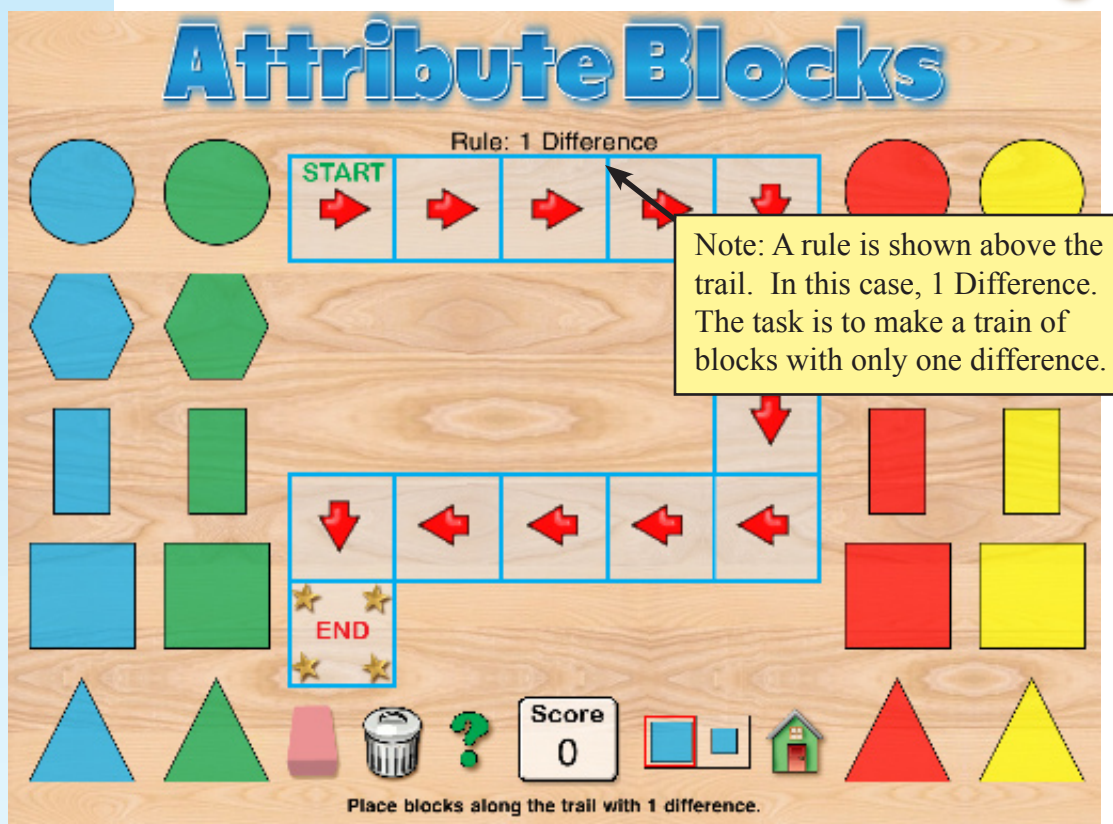 Attribute Blocks
Rule: 1 Difference
START
Note: A rule is shown above the
trail. In this case, 1 Difference.
The task is to make a train of
blocks with only one difference.
END
Score
0
Place blocks along the trail with 1 difference.